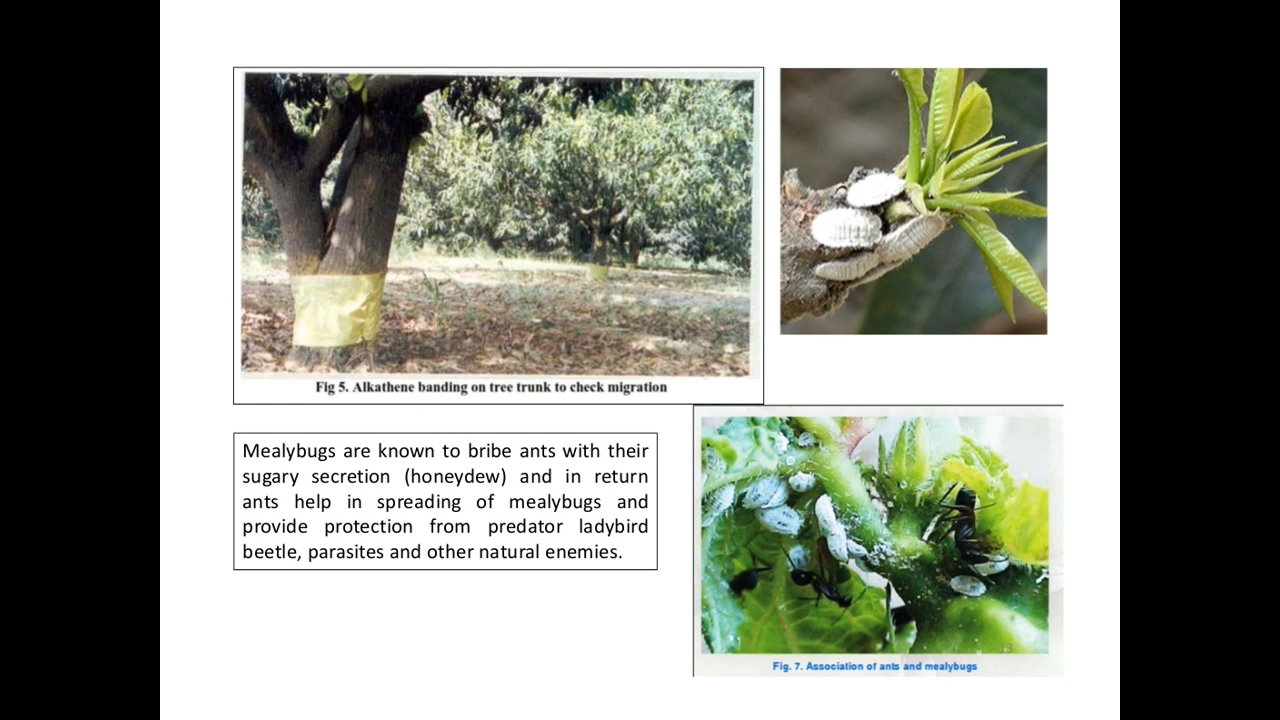 Fig 5. Alkathene banding on tree trunk to check migration
Mealybugs are known to bribe ants with their
sugary secretion (honeydew) and in return
ants help in spreading of mealybugs and
provide protection from predator ladybird
beetle, parasites and other natural enemies.
Fig. 7. Association of ants and mealybugs